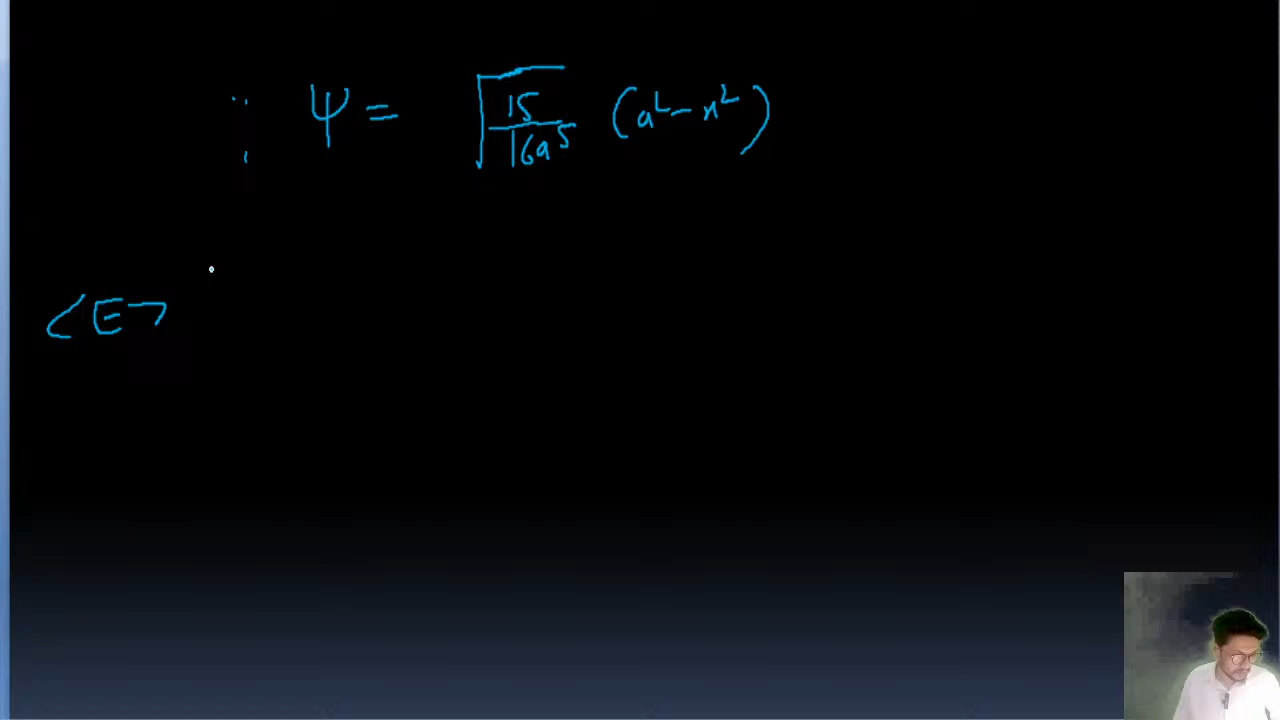 ∵ Ψ = √(15/16a⁵) (a² − x²)
<E>